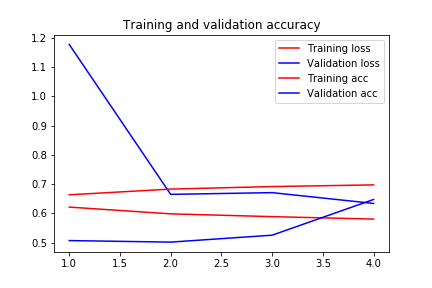 Training and validation accuracy
Training loss
Validation loss
Training acc
Validation acc
1.2
1.1
1.0
0.9
0.8
0.7
0.6
0.5
1.0 1.5 2.0 2.5 3.0 3.5 4.0